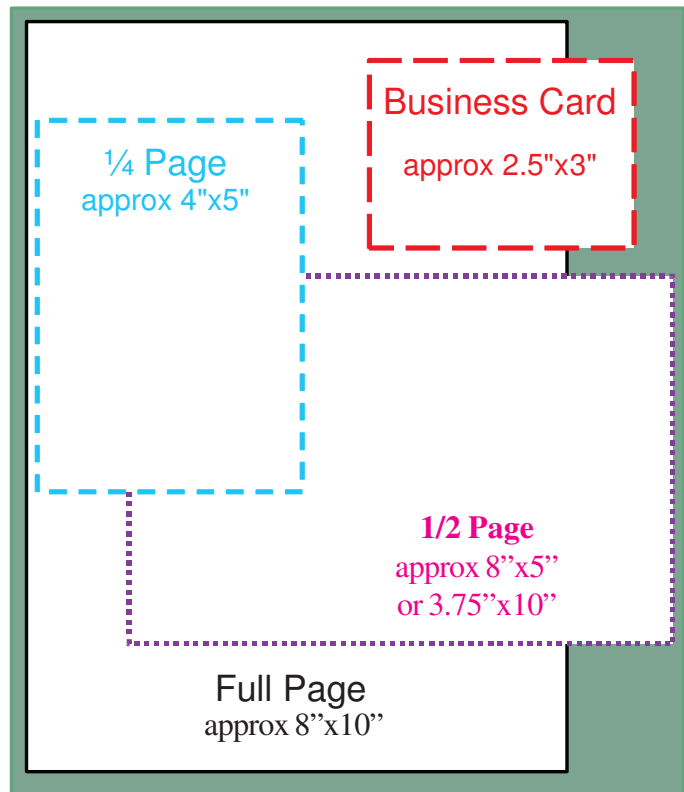 Business Card
approx 2.5"x3"
¼ Page
approx 4"x5"
1/2 Page
approx 8”x5”
or 3.75”x10”
Full Page
approx 8”x10”